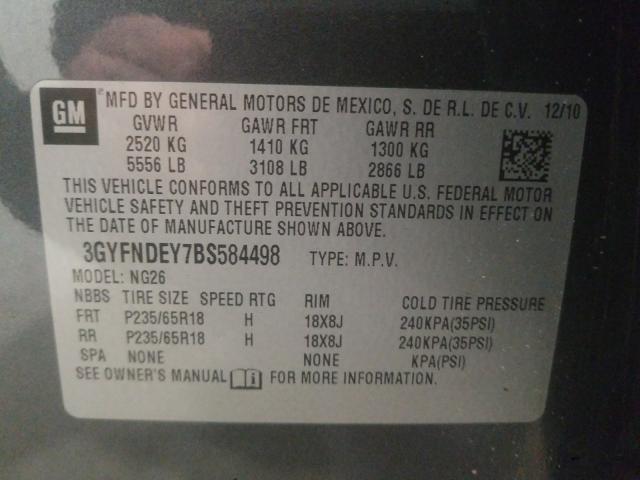 GM
MFD BY GENERAL MOTORS DE MEXICO, S. DE R.L. DE C.V. 12/10
GVWR GAWR FRT GAWR RR
2520 KG 1410 KG 1300 KG
5556 LB 3108 LB 2866 LB
THIS VEHICLE CONFORMS TO ALL APPLICABLE U.S. FEDERAL MOTOR
VEHICLE SAFETY AND THEFT PREVENTION STANDARDS IN EFFECT ON
THE DATE OF MANUFACTURE SHOWN ABOVE.
3GYFNDEY7BS584498 TYPE: M.P.V.
MODEL: NG26
NBBS TIRE SIZE SPEED RTG RIM COLD TIRE PRESSURE
FRT P235/65R18 H 18X8J 240KPA(35PSI)
RR P235/65R18 H 18X8J 240KPA(35PSI)
SPA NONE NONE KPA(PSI)
SEE OWNER'S MANUAL i FOR MORE INFORMATION.